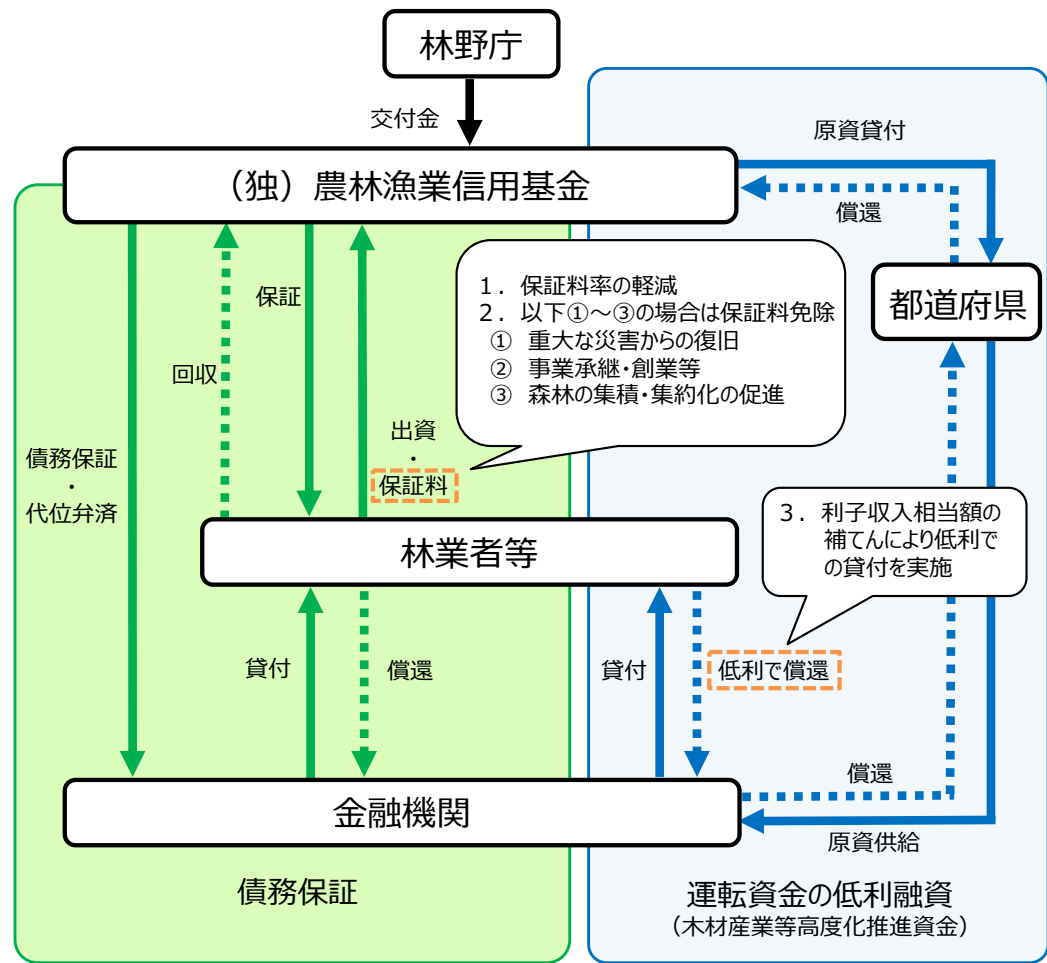 林野庁
交付金
(独)農林漁業信用基金
原資貸付
償還
都道府県
保証
回収
1. 保証料率の軽減
2. 以下①～③の場合は保証料免除
① 重大な災害からの復旧
② 事業承継・創業等
③ 森林の集積・集約化の促進
出資
・
保証料
債務保証
・
代位弁済
林業者等
3. 利子収入相当額の
補てんにより低利で
の貸付を実施
貸付
償還
貸付
低利で償還
償還
金融機関
原資供給
債務保証
運転資金の低利融資
(木材産業等高度化推進資金)